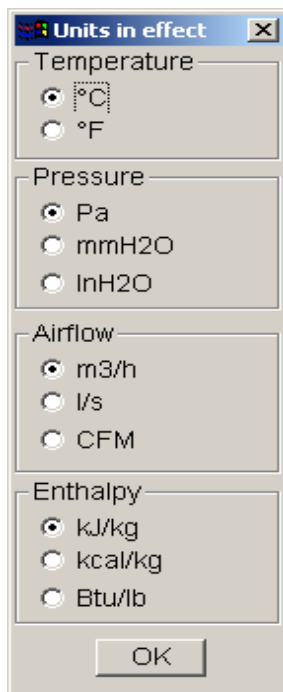 Units in effect
Temperature
°C
°F
Pressure
Pa
mmH2O
InH2O
Airflow
m3/h
l/s
CFM
Enthalpy
kJ/kg
kcal/kg
Btu/lb
OK